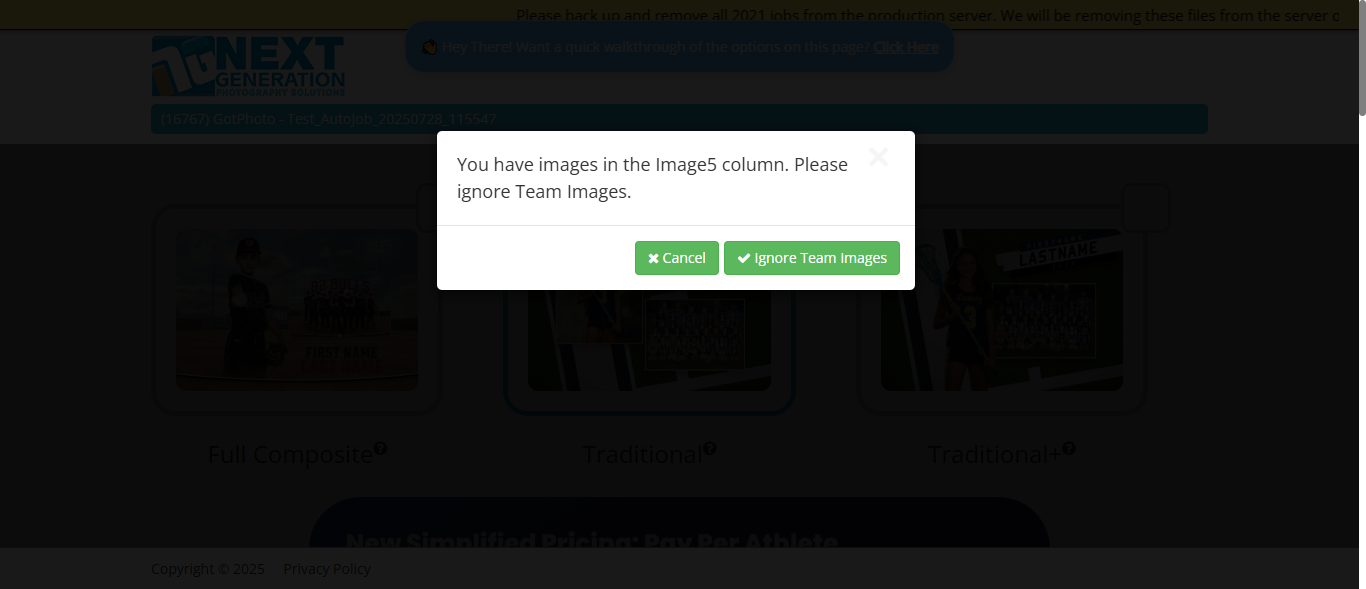 Please back up and remove all 2021 jobs from the production server. We will be removing these files from the server c
Hey There! Want a quick walkthrough of the options on this page? Click Here
NEXT
GENERATION
PHOTOGRAPHY SOLUTIONS
(16767) GotPhoto - Test_AutoJob_20250728_115547
You have images in the Image5 column. Please
ignore Team Images.
Cancel
Ignore Team Images
LASTNAME
FIRST NAME
LAST NAME
Full Composite
Traditional
Traditional+
New Simplified Pricing: Pay Per Athlete
Copyright © 2025 Privacy Policy